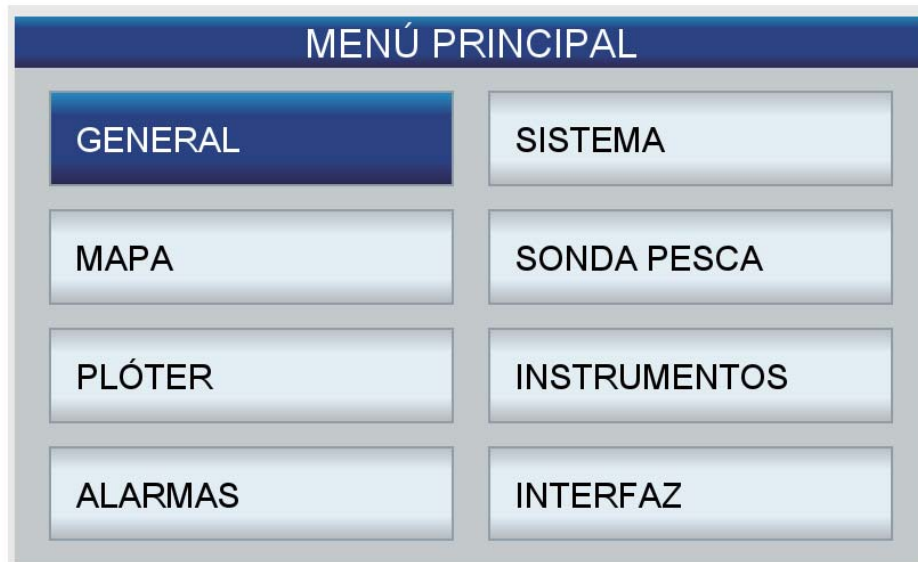 MENÚ PRINCIPAL
GENERAL
SISTEMA
MAPA
SONDA PESCA
PLÓTER
INSTRUMENTOS
ALARMAS
INTERFAZ